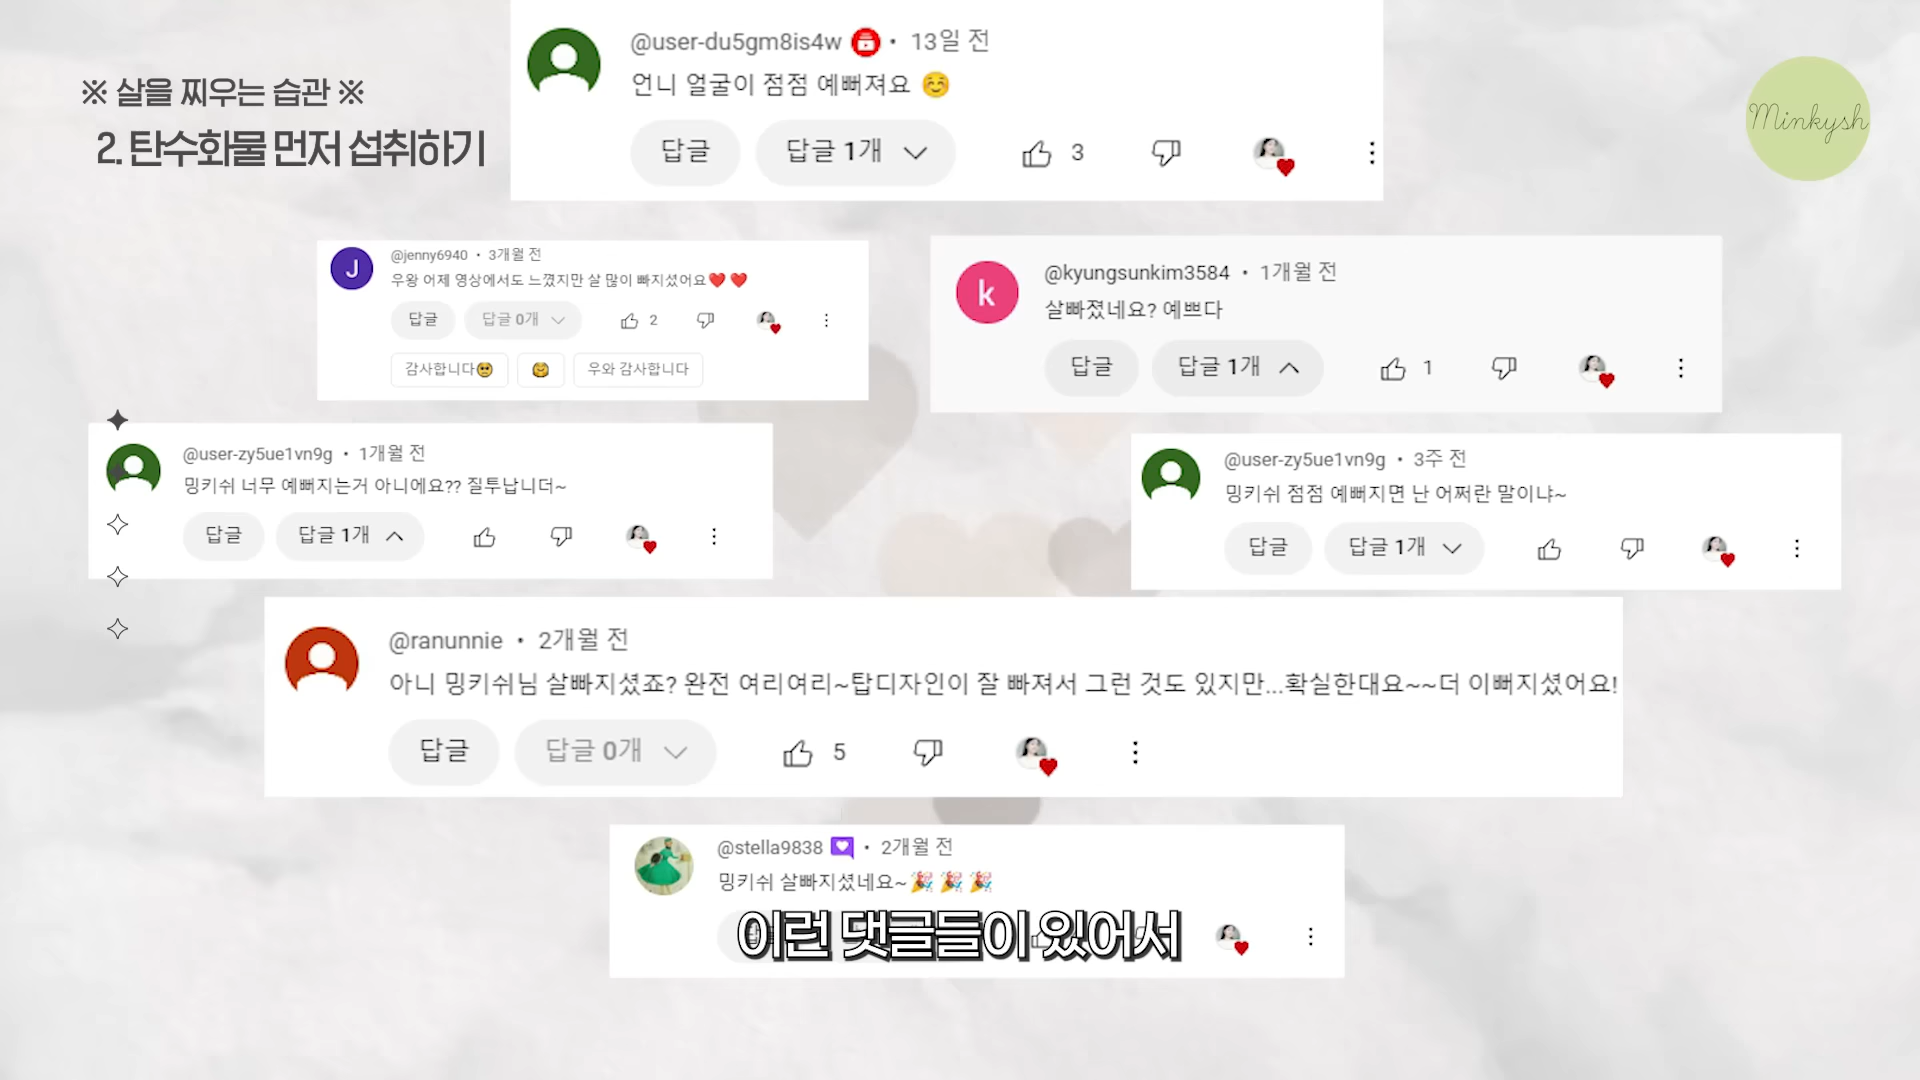 ※ 살을 찌우는 습관 ※
2. 탄수화물 먼저 섭취하기
Minkysh
@user-du5gm8is4w • 13일 전
언니 얼굴이 점점 예뻐져요 ☺️
답글 답글 1개 3
J
@jenny6940 • 3개월 전
우왕 어제 영상에서도 느꼈지만 살 많이 빠지셨어요❤️❤️
답글 답글 0개 2
감사합니다🥹 🤗 우와 감사합니다
k
@kyungsunkim3584 • 1개월 전
살빠졌네요? 예쁘다
답글 답글 1개 1
@user-zy5ue1vn9g • 1개월 전
밍키쉬 너무 예뻐지는거 아니에요?? 질투납니더~
답글 답글 1개
@user-zy5ue1vn9g • 3주 전
밍키쉬 점점 예뻐지면 난 어쩌란 말이냐~
답글 답글 1개
@ranunnie • 2개월 전
아니 밍키쉬님 살빠지셨죠? 완전 여리여리~탑디자인이 잘 빠져서 그런 것도 있지만...확실한대요~~더 이뻐지셨어요!
답글 답글 0개 5
@stella9838 • 2개월 전
밍키쉬 살빠지셨네요~🎉🎉🎉
이런 댓글들이 있어서